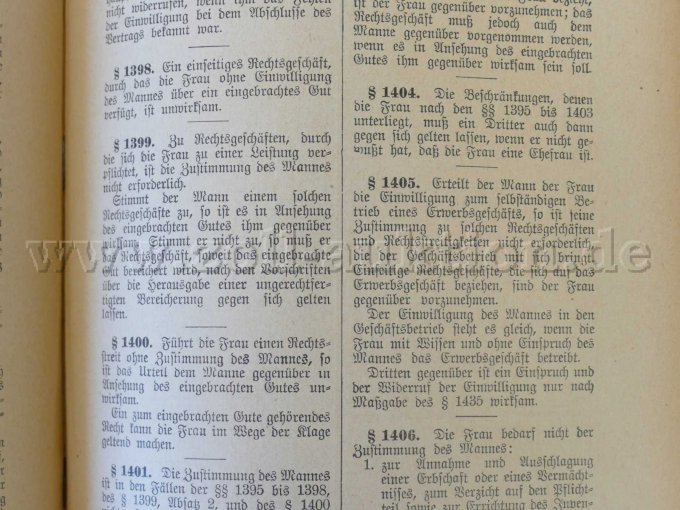 nicht widerrufen, wenn ihm das Fehlen
der Einwilligung bei dem Abschlusse des
Vertrags bekannt war.
§ 1398. Ein einseitiges Rechtsgeschäft,
durch das die Frau ohne Einwilligung
des Mannes über ein eingebrachtes Gut
verfügt, ist unwirksam.
§ 1399. Zu Rechtsgeschäften, durch
die sich die Frau zu einer Leistung ver-
pflichtet, ist die Zustimmung des Mannes
nicht erforderlich.
Stimmt der Mann einem solchen
Rechtsgeschäfte zu, so ist es in Ansehung
des eingebrachten Gutes ihm gegenüber
wirksam. Stimmt er nicht zu, so muß er
das Rechtsgeschäft, soweit das eingebrachte
Gut bereichert wird, nach den Vorschriften
über die Herausgabe einer ungerechtfer-
tigten Bereicherung gegen sich gelten
lassen.
§ 1400. Führt die Frau einen Rechts-
streit ohne Zustimmung des Mannes, so
ist das Urteil dem Manne gegenüber in
Ansehung des eingebrachten Gutes un-
wirksam.
Ein zum eingebrachten Gute gehörendes
Recht kann die Frau im Wege der Klage
geltend machen.
§ 1401. Die Zustimmung des Mannes
ist in den Fällen der §§ 1395 bis 1398,
des § 1399, Absatz 2, und des § 1400
ist der Frau gegenüber vorzunehmen; das
Rechtsgeschäft muß jedoch auch dem
Manne gegenüber vorgenommen werden,
wenn es in Ansehung des eingebrachten
Gutes ihm gegenüber wirksam sein soll.
§ 1404. Die Beschränkungen, denen
die Frau nach den §§ 1395 bis 1403
unterliegt, muß ein Dritter auch dann
gegen sich gelten lassen, wenn er nicht ge-
wußt hat, daß die Frau eine Ehefrau ist.
§ 1405. Erteilt der Mann der Frau
die Einwilligung zum selbständigen Be-
trieb eines Erwerbsgeschäfts, so ist seine
Zustimmung zu solchen Rechtsgeschäften
und Rechtsstreitigkeiten nicht erforderlich,
die der Geschäftsbetrieb mit sich bringt.
Einseitige Rechtsgeschäfte, die sich auf das
Erwerbsgeschäft beziehen, sind der Frau
gegenüber vorzunehmen.
Der Einwilligung des Mannes in den
Geschäftsbetrieb steht es gleich, wenn die
Frau mit Wissen und ohne Einspruch des
Mannes das Erwerbsgeschäft betreibt.
Dritten gegenüber ist ein Einspruch und
der Widerruf der Einwilligung nur nach
Maßgabe des § 1435 wirksam.
§ 1406. Die Frau bedarf nicht der
Zustimmung des Mannes:
1. zur Annahme und Ausschlagung
einer Erbschaft oder eines Vermächt-
nisses, zum Verzicht auf den Pflicht-
teil sowie zur Errichtung des Inven-